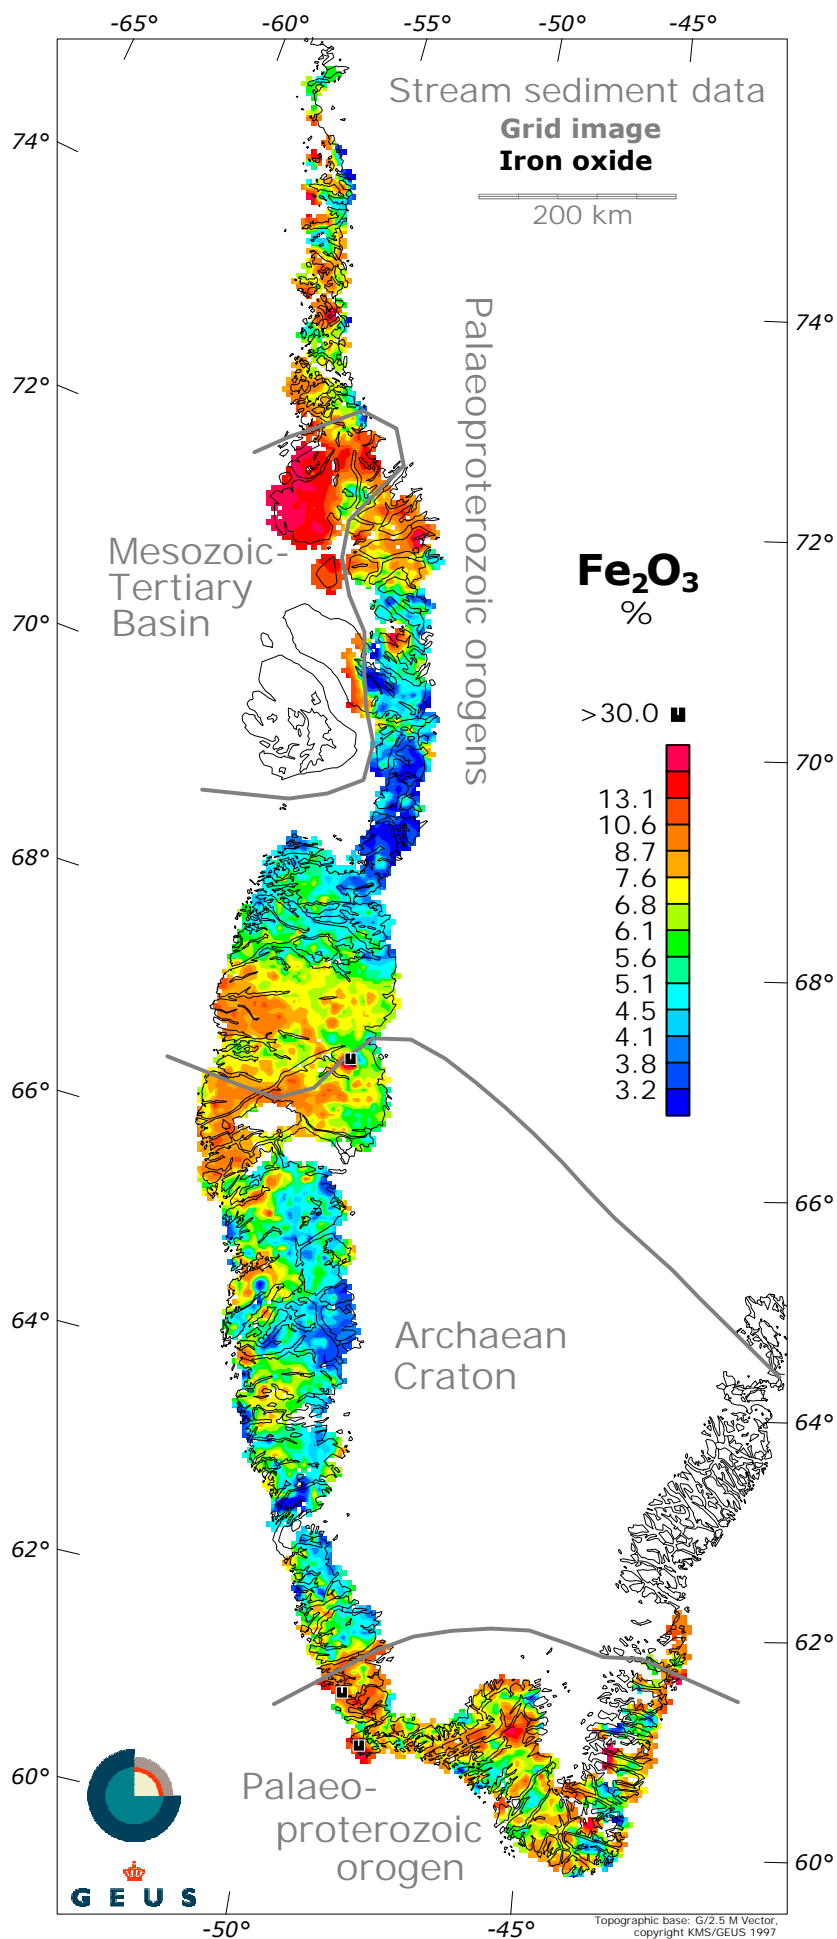 -65° -60° -55° -50° -45°
Stream sediment data
Grid image
Iron oxide
200 km
74°
74°
72°
72°
Palaeoproterozoic orogens
Mesozoic-
Tertiary
Basin
Fe₂O₃
%
70°
>30.0
70°
13.1
10.6
8.7
7.6
6.8
6.1
5.6
5.1
4.5
4.1
3.8
3.2
68°
68°
66°
66°
64°
Archaean
Craton
64°
62°
62°
60°
Palaeo-
proterozoic
orogen
60°
GEUS
-50° -45°
Topographic base: G/2.5 M Vector,
copyright KMS/GEUS 1997